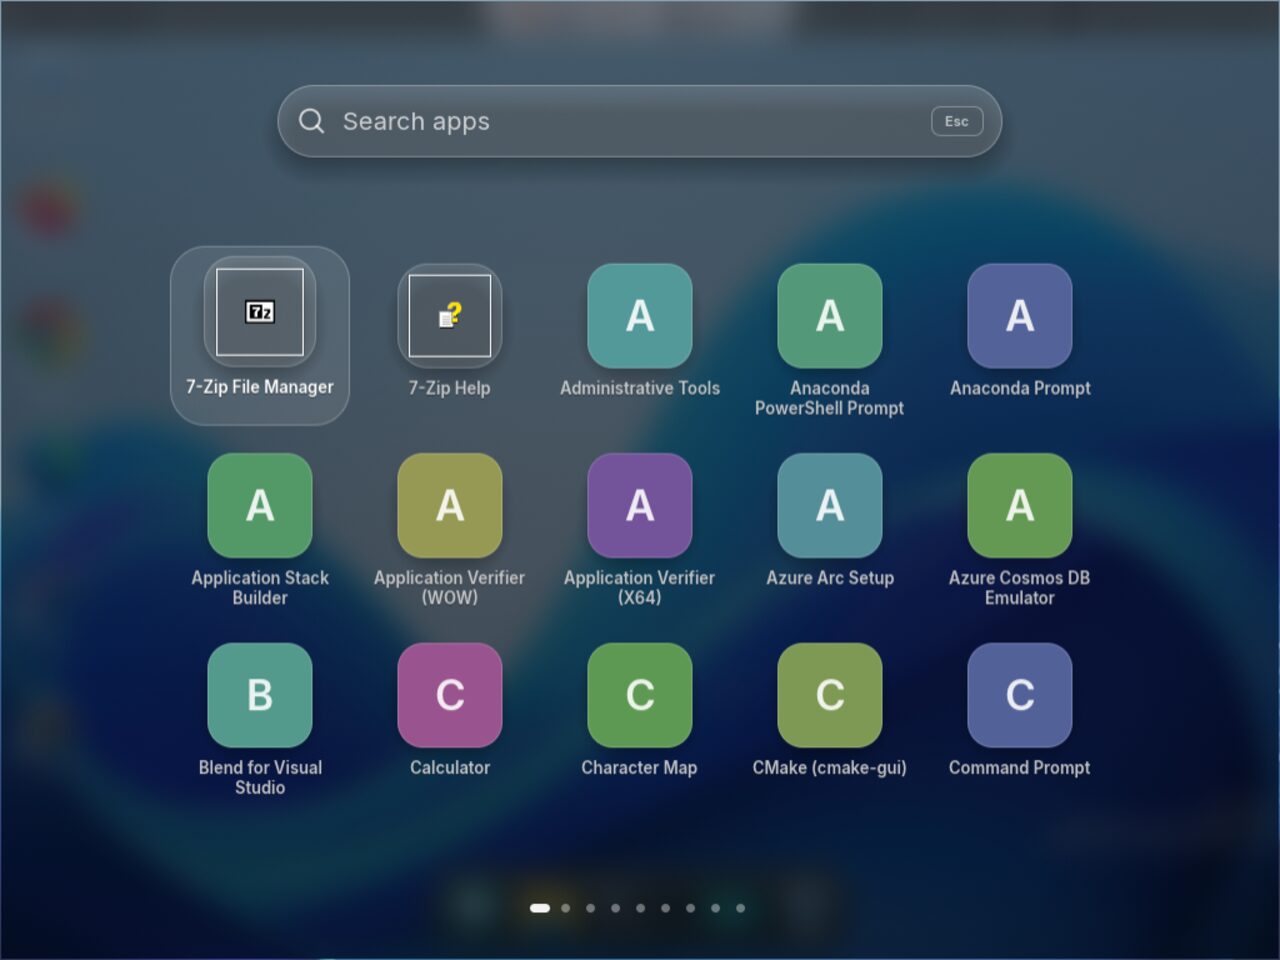 Search apps
Esc
7z
7-Zip File Manager
?
7-Zip Help
A
Administrative Tools
A
Anaconda
PowerShell Prompt
A
Anaconda Prompt
A
Application Stack
Builder
A
Application Verifier
(WOW)
A
Application Verifier
(X64)
A
Azure Arc Setup
A
Azure Cosmos DB
Emulator
B
Blend for Visual
Studio
C
Calculator
C
Character Map
C
CMake (cmake-gui)
C
Command Prompt